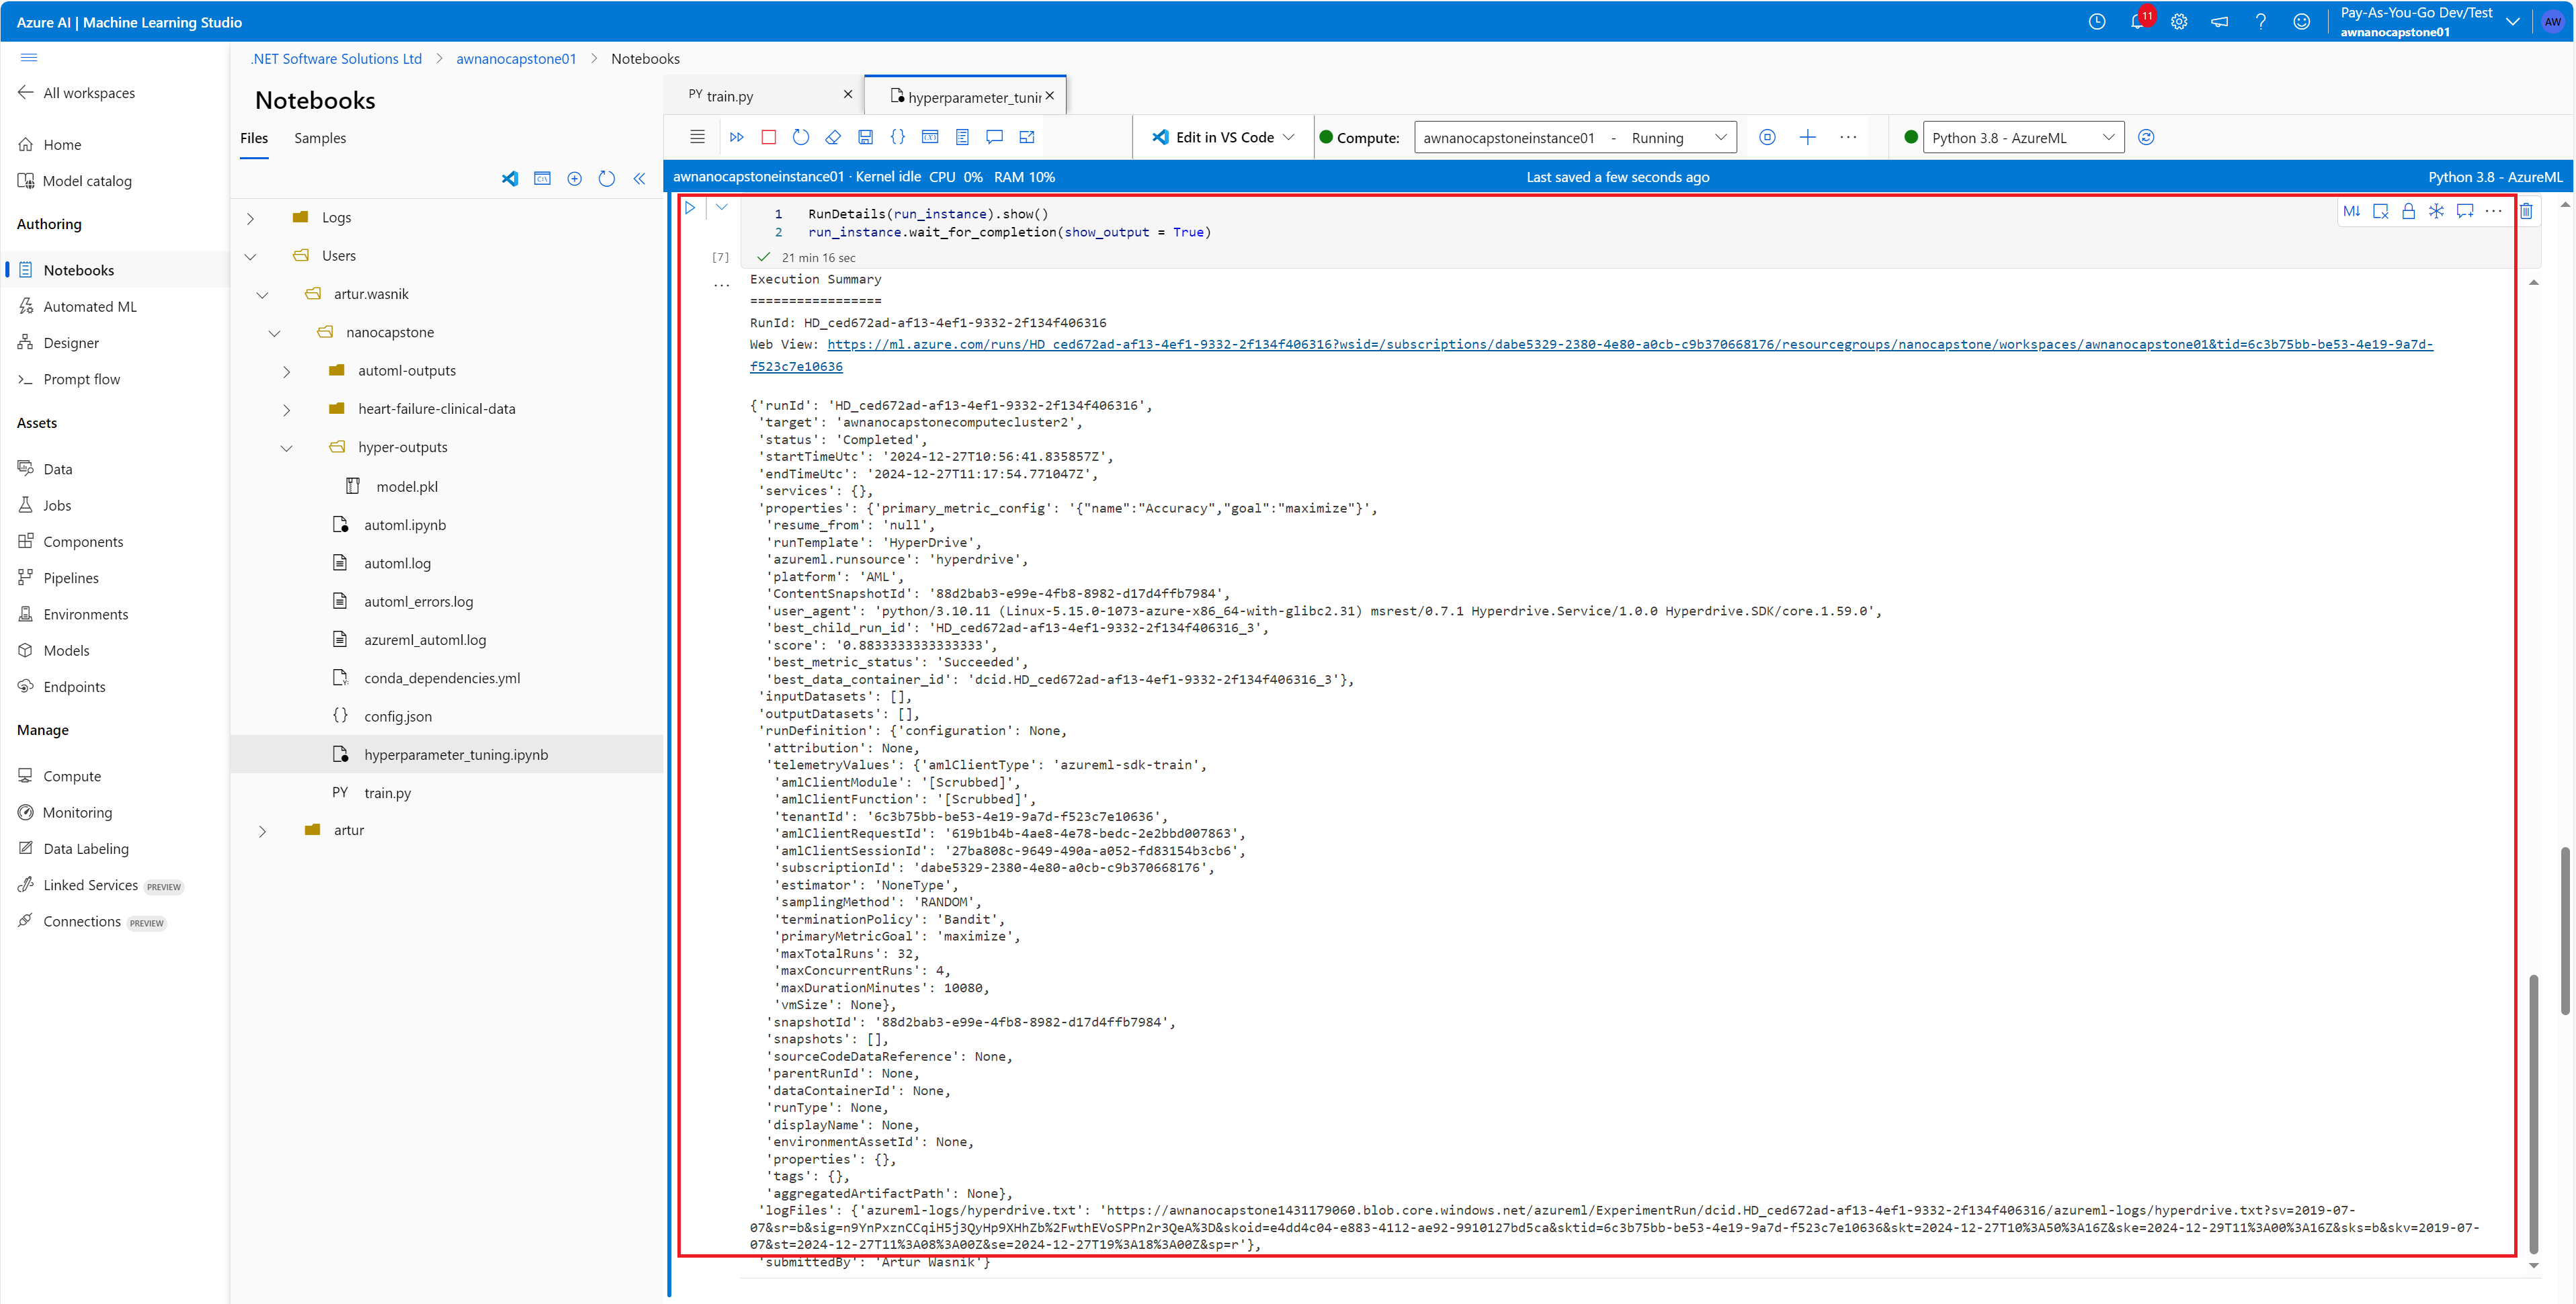 Azure AI | Machine Learning Studio
11
Pay-As-You-Go Dev/Test
awnanocapstone01
AW
All workspaces
Home
Model catalog
Authoring
Notebooks
Automated ML
Designer
Prompt flow
Assets
Data
Jobs
Components
Pipelines
Environments
Models
Endpoints
Manage
Compute
Monitoring
Data Labeling
Linked Services PREVIEW
Connections PREVIEW
.NET Software Solutions Ltd > awnanocapstone01 > Notebooks
Notebooks
Files Samples
Logs
Users
artur.wasnik
nanocapstone
automl-outputs
heart-failure-clinical-data
hyper-outputs
model.pkl
automl.ipynb
automl.log
automl_errors.log
azureml_automl.log
conda_dependencies.yml
{} config.json
hyperparameter_tuning.ipynb
PY train.py
artur
PY train.py
hyperparameter_tunin
Edit in VS Code
Compute: awnanocapstoneinstance01 - Running
Python 3.8 - AzureML
awnanocapstoneinstance01 · Kernel idle CPU 0% RAM 10%
Last saved a few seconds ago
Python 3.8 - AzureML
1 RunDetails(run_instance).show()
2 run_instance.wait_for_completion(show_output = True)
[7] 21 min 16 sec
M↓
Execution Summary
=================
RunId: HD_ced672ad-af13-4ef1-9332-2f134f406316
Web View: https://ml.azure.com/runs/HD_ced672ad-af13-4ef1-9332-2f134f406316?wsid=/subscriptions/dabe5329-2380-4e80-a0cb-c9b370668176/resourcegroups/nanocapstone/workspaces/awnanocapstone01&tid=6c3b75bb-be53-4e19-9a7d-
f523c7e10636
{'runId': 'HD_ced672ad-af13-4ef1-9332-2f134f406316',
'target': 'awnanocapstonecomputecluster2',
'status': 'Completed',
'startTimeUtc': '2024-12-27T10:56:41.835857Z',
'endTimeUtc': '2024-12-27T11:17:54.771047Z',
'services': {},
'properties': {'primary_metric_config': '{"name":"Accuracy","goal":"maximize"}',
'resume_from': 'null',
'runTemplate': 'HyperDrive',
'azureml.runsource': 'hyperdrive',
'platform': 'AML',
'ContentSnapshotId': '88d2bab3-e99e-4fb8-8982-d17d4ffb7984',
'user_agent': 'python/3.10.11 (Linux-5.15.0-1073-azure-x86_64-with-glibc2.31) msrest/0.7.1 Hyperdrive.Service/1.0.0 Hyperdrive.SDK/core.1.59.0',
'best_child_run_id': 'HD_ced672ad-af13-4ef1-9332-2f134f406316_3',
'score': '0.8833333333333333',
'best_metric_status': 'Succeeded',
'best_data_container_id': 'dcid.HD_ced672ad-af13-4ef1-9332-2f134f406316_3'},
'inputDatasets': [],
'outputDatasets': [],
'runDefinition': {'configuration': None,
'attribution': None,
'telemetryValues': {'amlClientType': 'azureml-sdk-train',
'amlClientModule': '[Scrubbed]',
'amlClientFunction': '[Scrubbed]',
'tenantId': '6c3b75bb-be53-4e19-9a7d-f523c7e10636',
'amlClientRequestId': '619b1b4b-4ae8-4e78-bedc-2e2bbd007863',
'amlClientSessionId': '27ba808c-9649-490a-a052-fd83154b3cb6',
'subscriptionId': 'dabe5329-2380-4e80-a0cb-c9b370668176',
'estimator': 'NoneType',
'samplingMethod': 'RANDOM',
'terminationPolicy': 'Bandit',
'primaryMetricGoal': 'maximize',
'maxTotalRuns': 32,
'maxConcurrentRuns': 4,
'maxDurationMinutes': 10080,
'vmSize': None},
'snapshotId': '88d2bab3-e99e-4fb8-8982-d17d4ffb7984',
'snapshots': [],
'sourceCodeDataReference': None,
'parentRunId': None,
'dataContainerId': None,
'runType': None,
'displayName': None,
'environmentAssetId': None,
'properties': {},
'tags': {},
'aggregatedArtifactPath': None},
'logFiles': {'azureml-logs/hyperdrive.txt': 'https://awnanocapstone1431179060.blob.core.windows.net/azureml/ExperimentRun/dcid.HD_ced672ad-af13-4ef1-9332-2f134f406316/azureml-logs/hyperdrive.txt?sv=2019-07-
07&sr=b&sig=n9YnPxznCCqiH5j3QyHp9XHhZb%2FwthEVoSPPn2r3QeA%3D&skoid=e4dd4c04-e883-4112-ae92-9910127bd5ca&sktid=6c3b75bb-be53-4e19-9a7d-f523c7e10636&skt=2024-12-27T10%3A50%3A16Z&ske=2024-12-29T11%3A00%3A16Z&sks=b&skv=2019-07-
07&st=2024-12-27T11%3A08%3A00Z&se=2024-12-27T19%3A18%3A00Z&sp=r'},
'submittedBy': 'Artur Wasnik'}